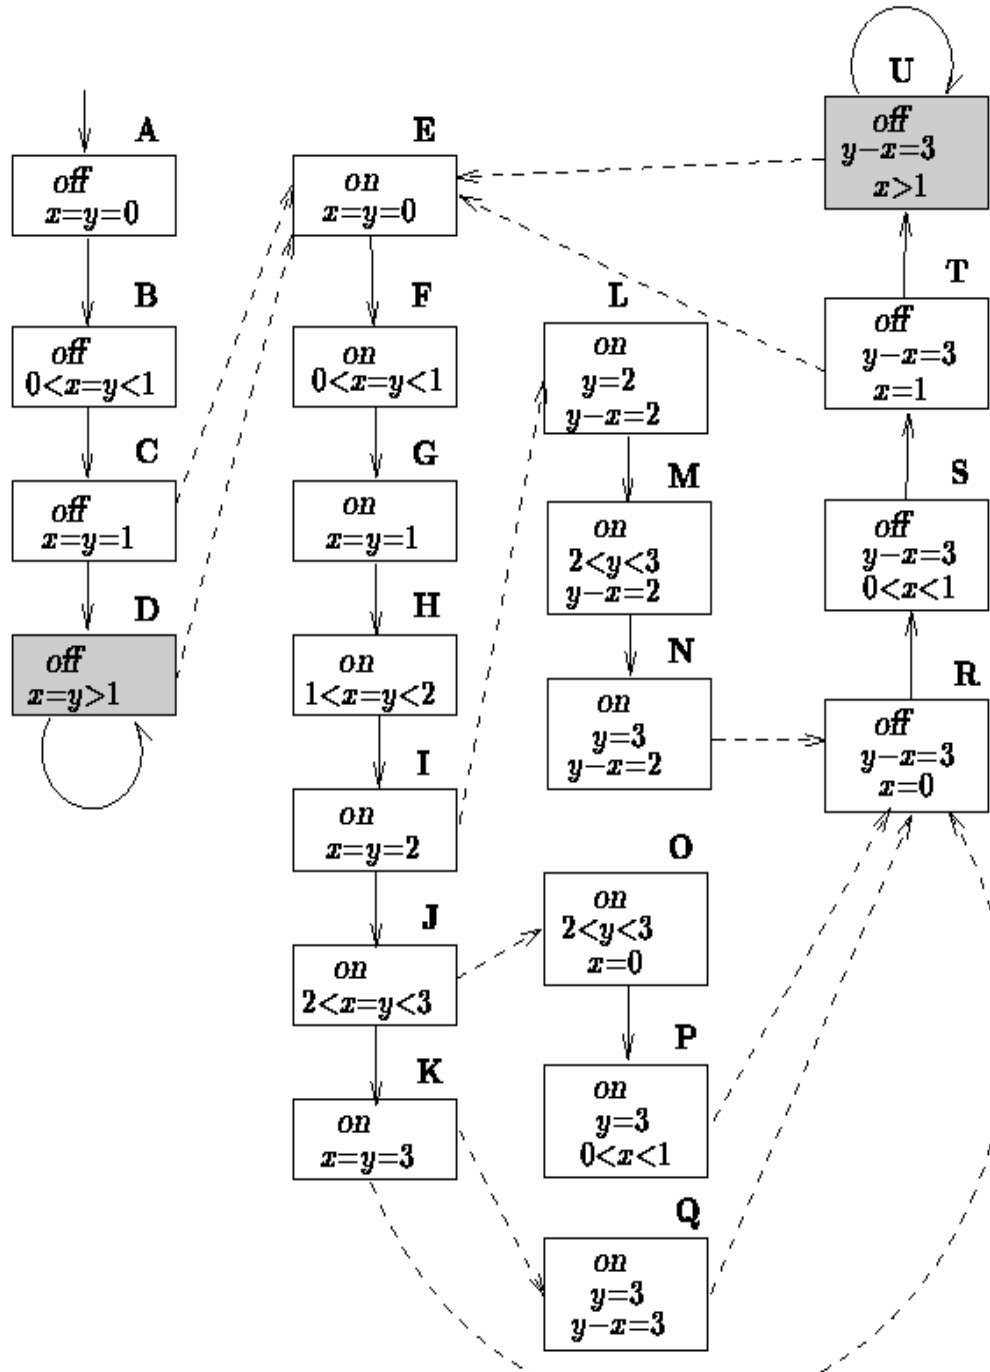 A
off
x=y=0
B
off
0<x=y<1
C
off
x=y=1
D
off
x=y>1
E
on
x=y=0
F
on
0<x=y<1
G
on
x=y=1
H
on
1<x=y<2
I
on
x=y=2
J
on
2<x=y<3
K
on
x=y=3
L
on
y=2
y−x=2
M
on
2<y<3
y−x=2
N
on
y=3
y−x=2
O
on
2<y<3
x=0
P
on
y=3
0<x<1
Q
on
y=3
y−x=3
U
off
y−x=3
x>1
T
off
y−x=3
x=1
S
off
y−x=3
0<x<1
R
off
y−x=3
x=0